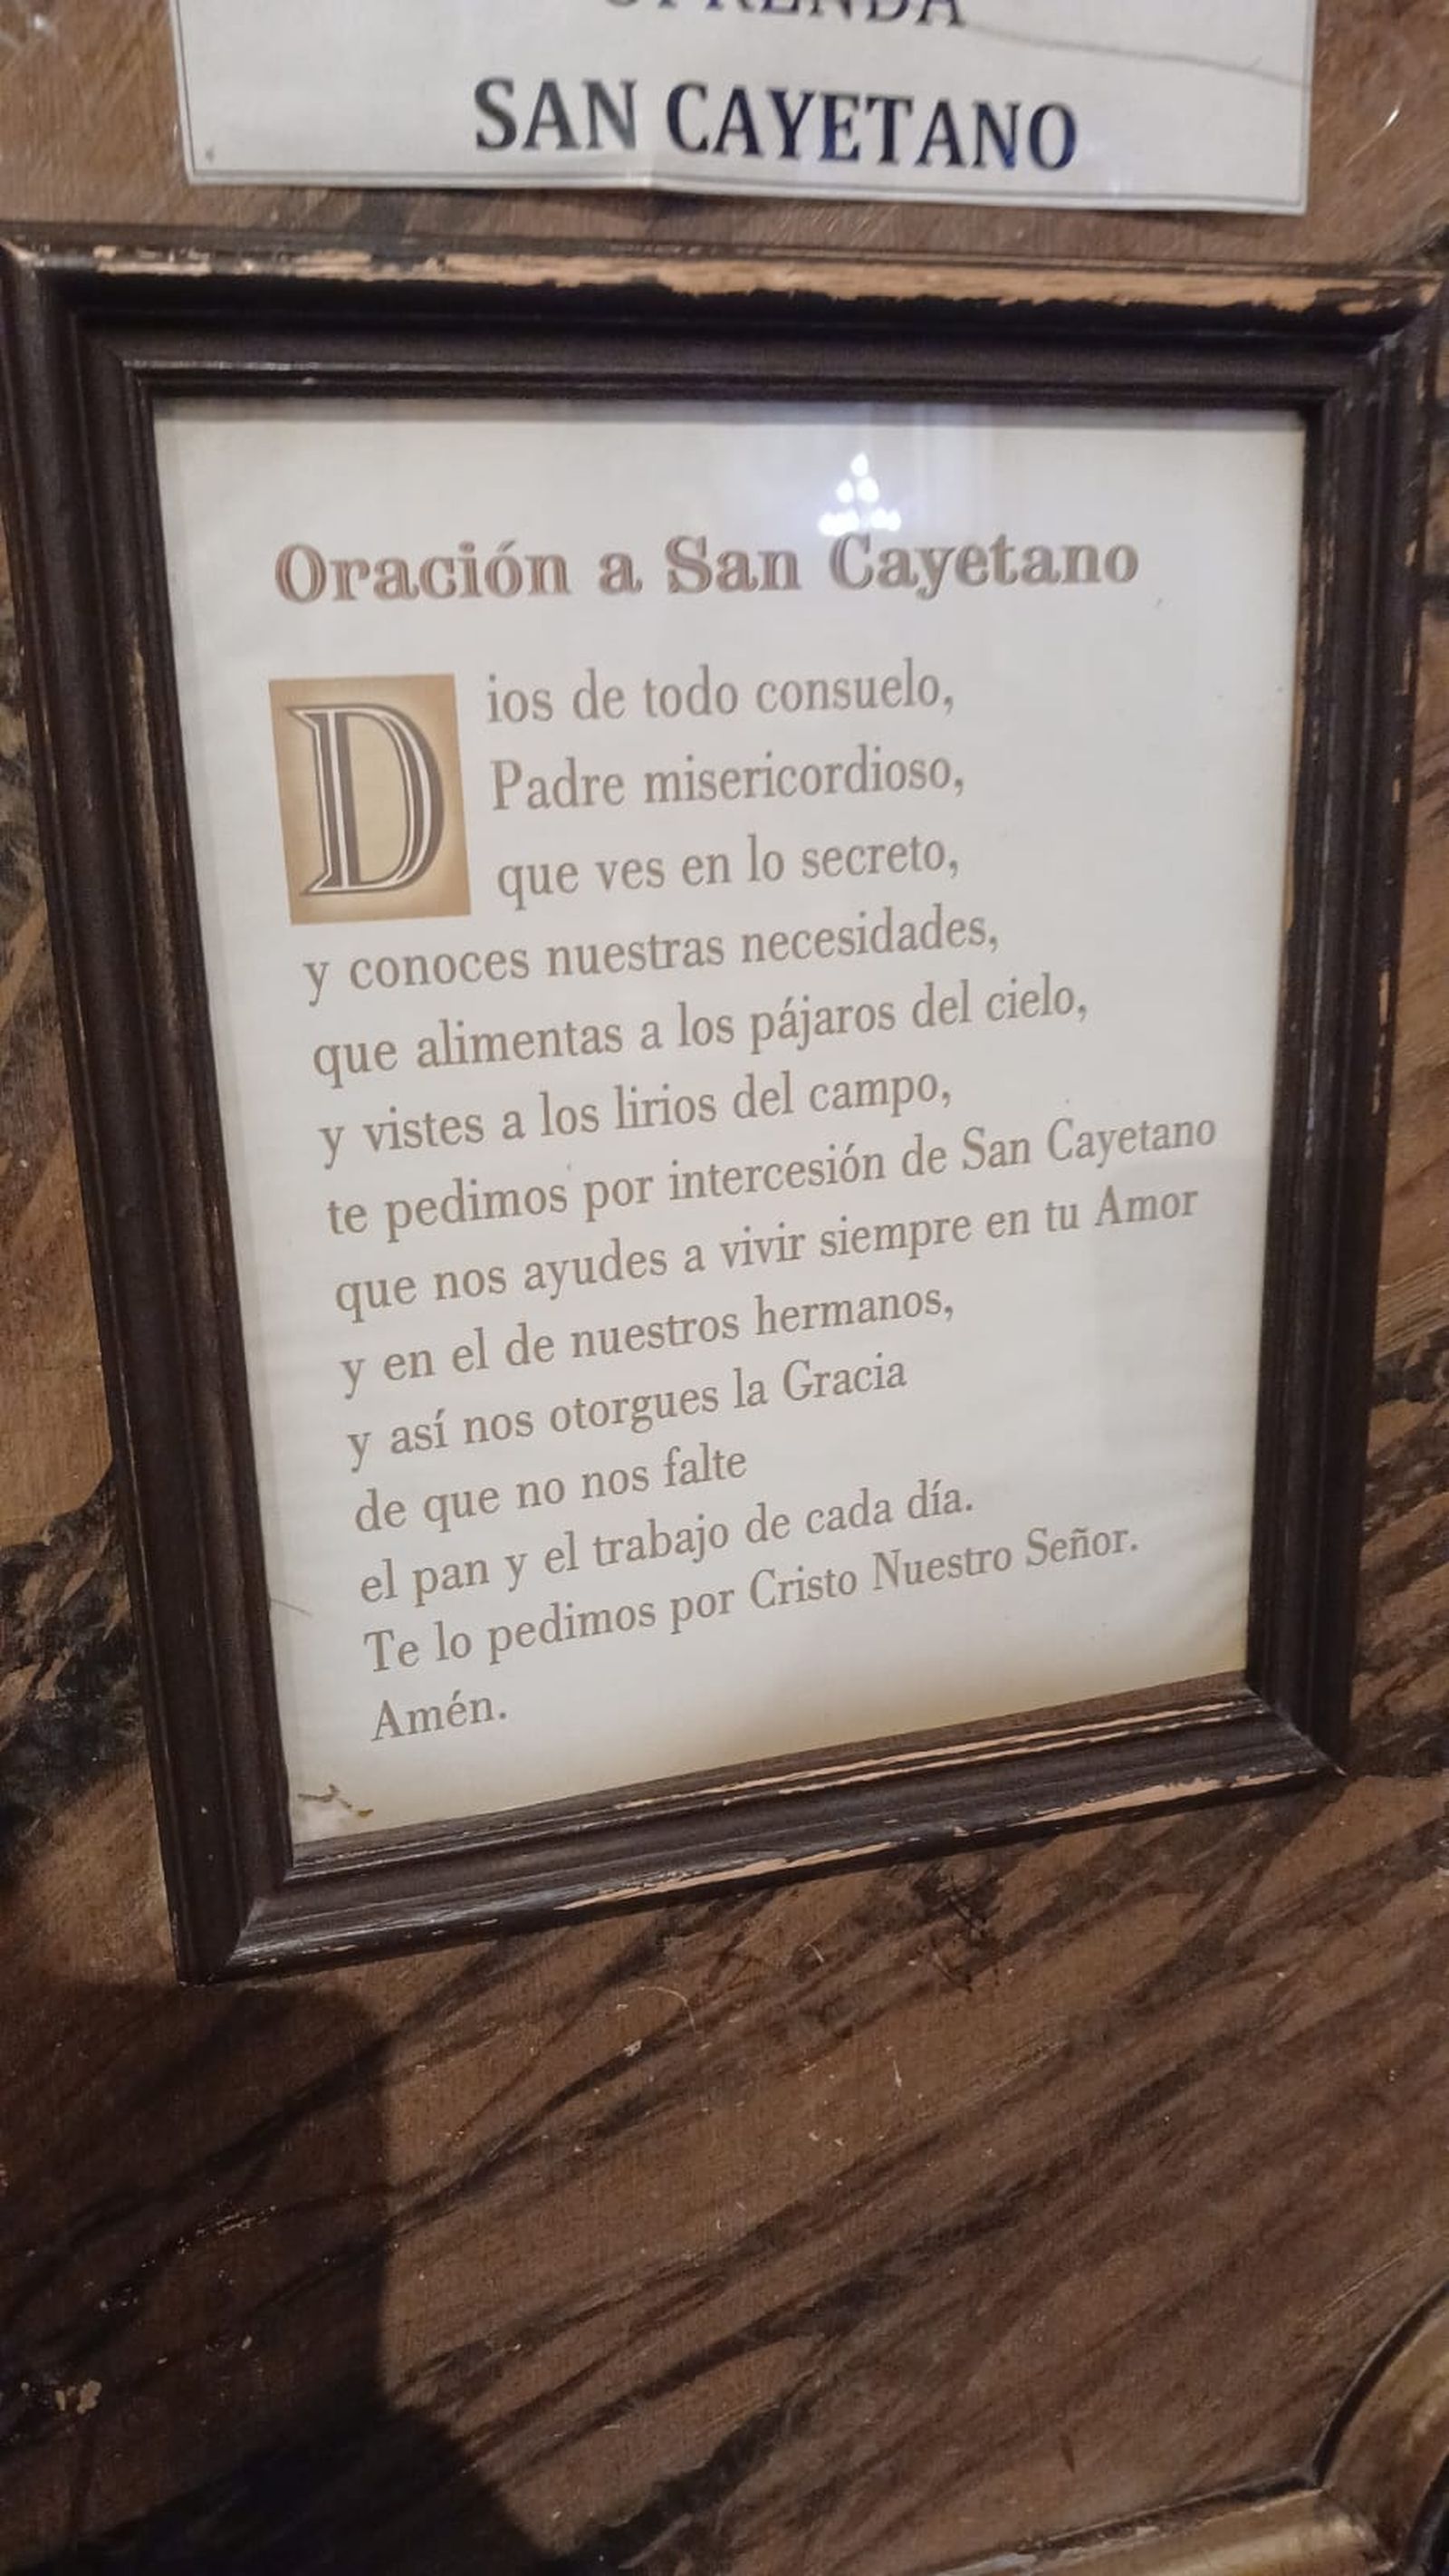 OFRENDA
SAN CAYETANO
Oración a San Cayetano
Dios de todo consuelo,
Padre misericordioso,
que ves en lo secreto,
y conoces nuestras necesidades,
que alimentas a los pájaros del cielo,
y vistes a los lirios del campo,
te pedimos por intercesión de San Cayetano
que nos ayudes a vivir siempre en tu Amor
y en el de nuestros hermanos,
y así nos otorgues la Gracia
de que no nos falte
el pan y el trabajo de cada día.
Te lo pedimos por Cristo Nuestro Señor.
Amén.